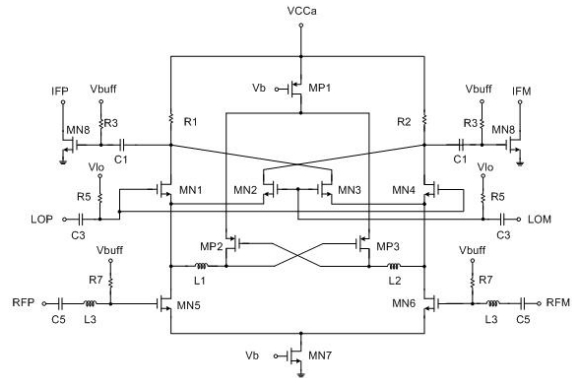 VCCa
IFP
Vbuff
Vb
MP1
Vbuff
IFM
R3
R1
R2
R3
MN8
MN8
C1
C1
Vlo
Vlo
R5
MN1
MN2
MN3
MN4
R5
LOP
C3
C3
LOM
MP2
MP3
Vbuff
Vbuff
L1
L2
R7
R7
RFP
C5
L3
MN5
MN6
L3
C5
RFM
Vb
MN7